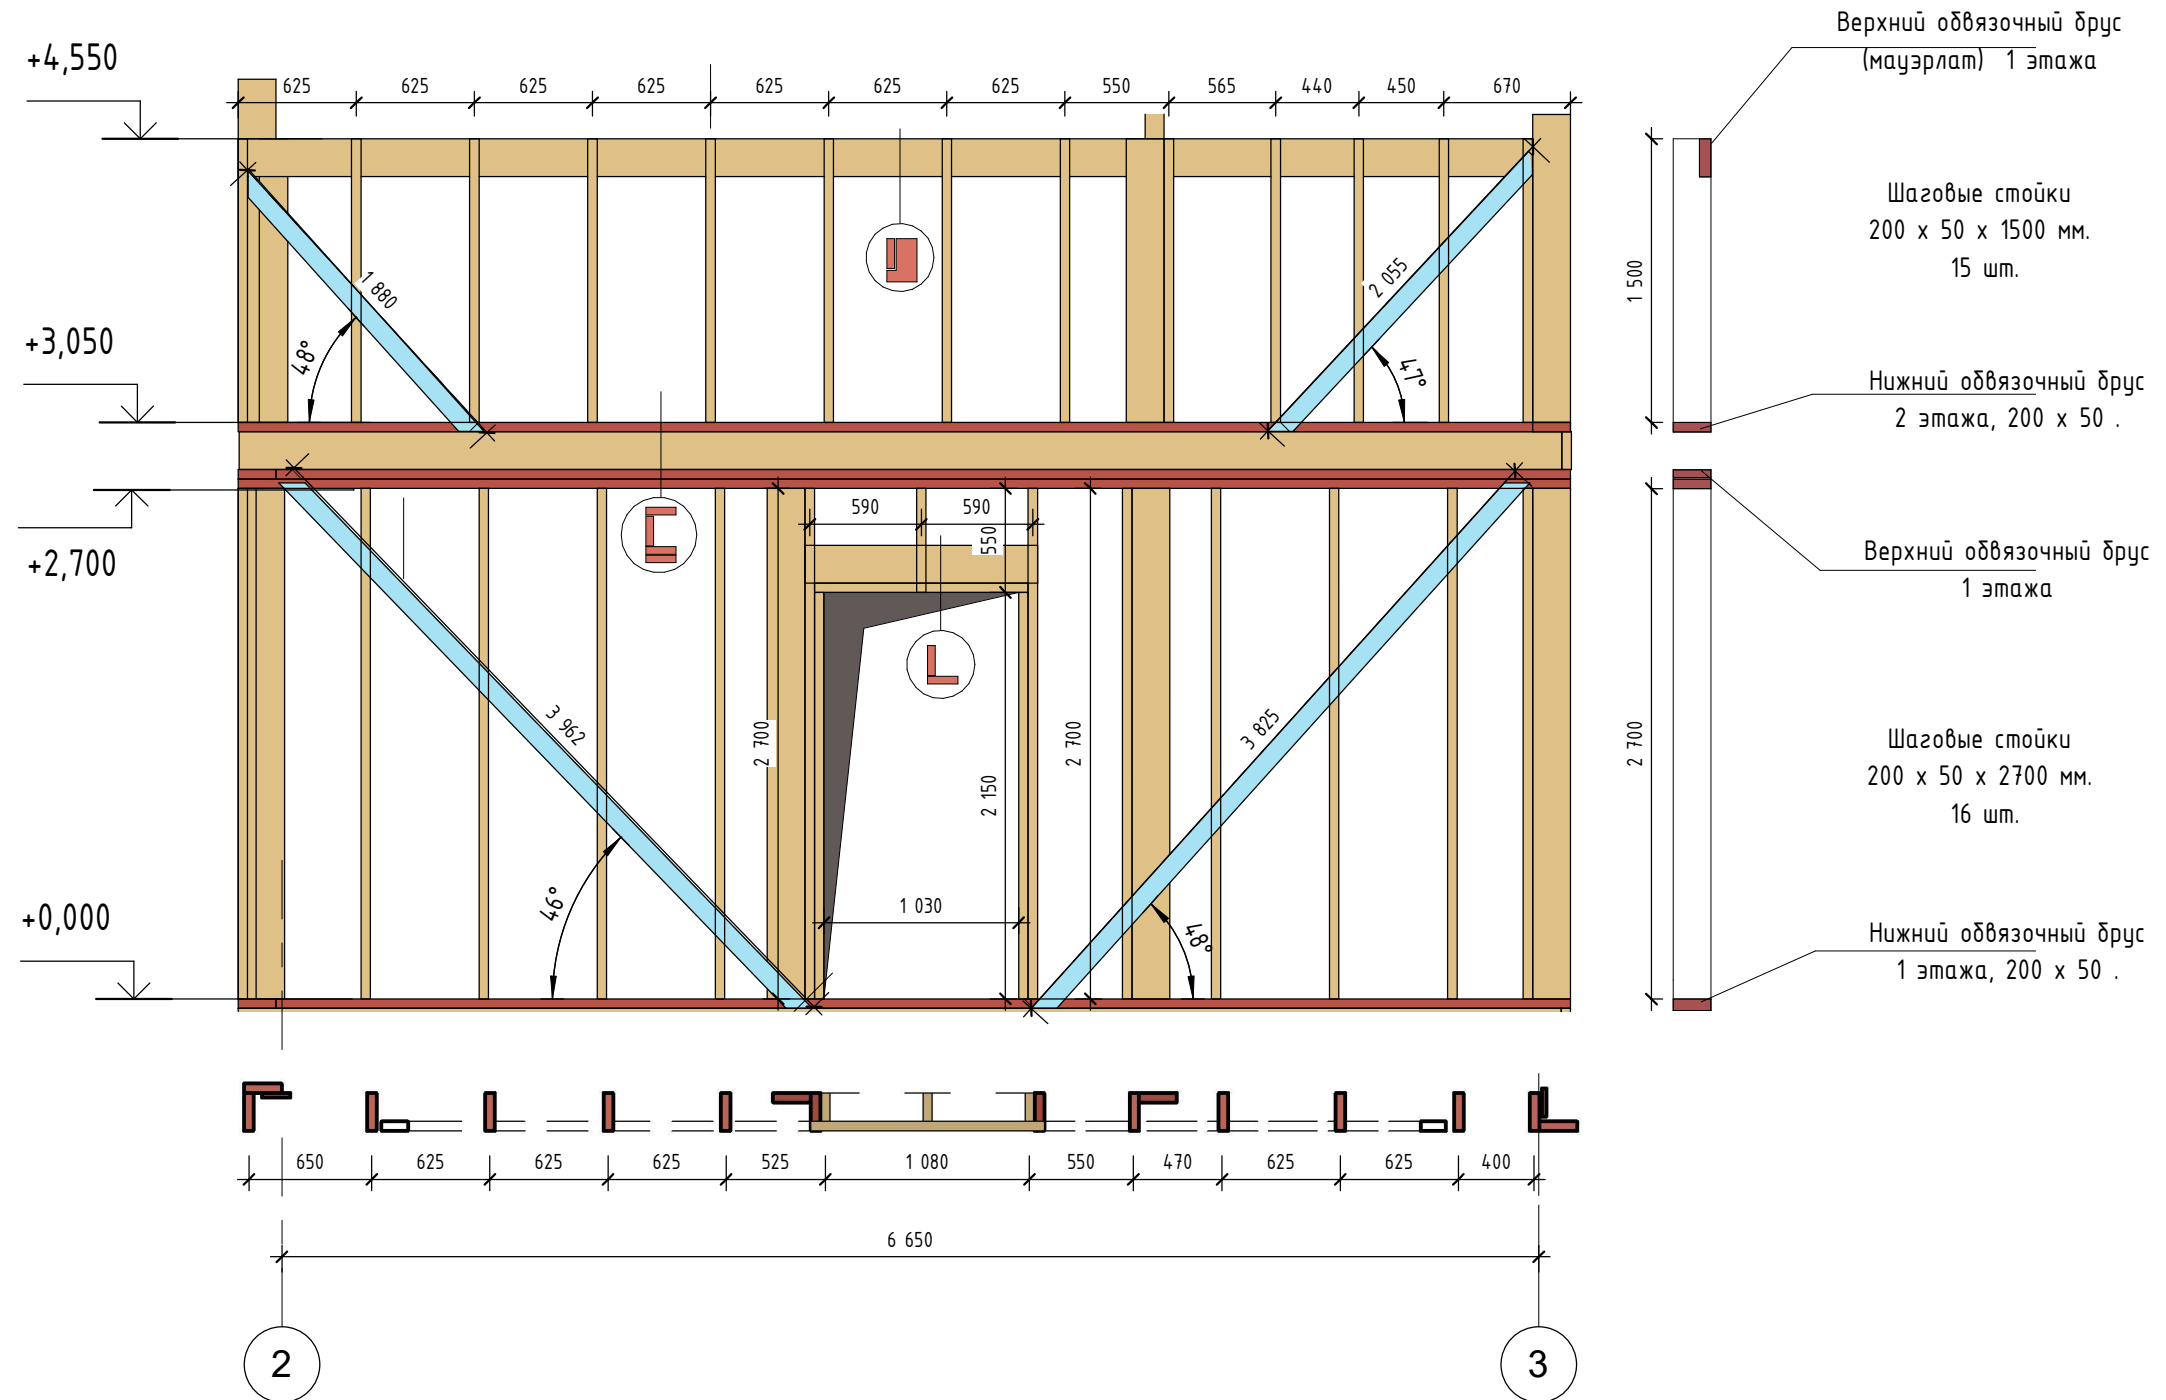 Верхний обвязочный брус
(мауэрлат) 1 этажа
+4,550
625 625 625 625 625 625 625 550 565 440 450 670
Шаговые стойки
200 х 50 х 1500 мм.
15 шт.
1 880
2 055
1 500
+3,050
48°
47°
Нижний обвязочный брус
2 этажа, 200 х 50 .
590 590
550
+2,700
Верхний обвязочный брус
1 этажа
3 962
2 700
2 700
3 825
2 700
2 150
Шаговые стойки
200 х 50 х 2700 мм.
16 шт.
46°
1 030
48°
+0,000
Нижний обвязочный брус
1 этажа, 200 х 50 .
650 625 625 625 525 1 080 550 470 625 625 400
6 650
2 3